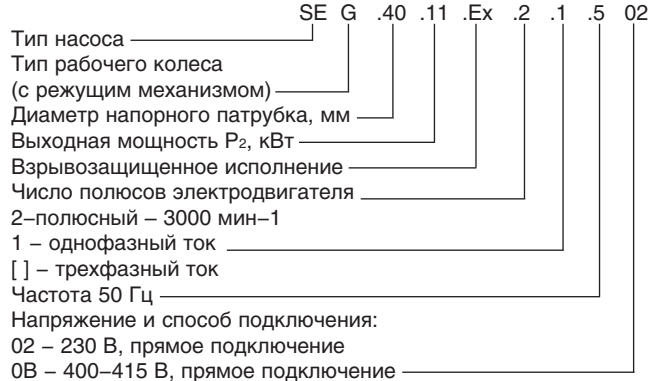 SE G .40 .11 .Ex .2 .1 .5 02
Тип насоса
Тип рабочего колеса
(с режущим механизмом)
Диаметр напорного патрубка, мм
Выходная мощность P₂, кВт
Взрывозащищенное исполнение
Число полюсов электродвигателя
2–полюсный – 3000 мин–1
1 – однофазный ток
[ ] – трехфазный ток
Частота 50 Гц
Напряжение и способ подключения:
02 – 230 В, прямое подключение
0В – 400–415 В, прямое подключение